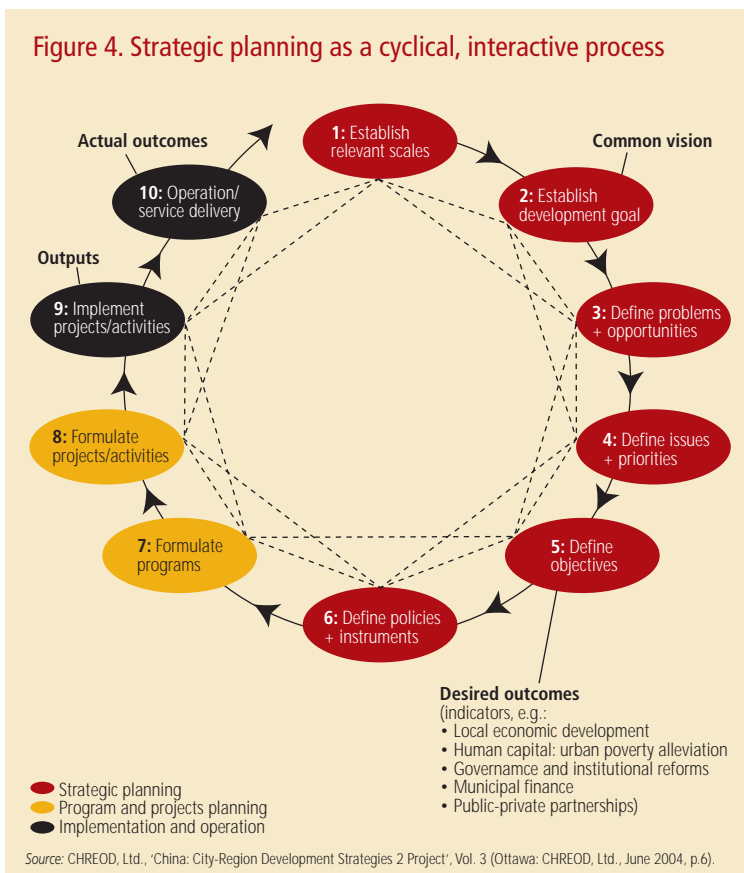 Figure 4. Strategic planning as a cyclical, interactive process
1: Establish
relevant scales
Common vision
2: Establish
development goal
3: Define problems
+ opportunities
4: Define issues
+ priorities
5: Define
objectives
Desired outcomes
(indicators, e.g.:
• Local economic development
• Human capital: urban poverty alleviation
• Governamce and institutional reforms
• Municipal finance
• Public-private partnerships)
6: Define policies
+ instruments
7: Formulate
programs
8: Formulate
projects/activities
Outputs
9: Implement
projects/activities
Actual outcomes
10: Operation/
service delivery
Strategic planning
Program and projects planning
Implementation and operation
Source: CHREOD, Ltd., 'China: City-Region Development Strategies 2 Project', Vol. 3 (Ottawa: CHREOD, Ltd., June 2004, p.6).